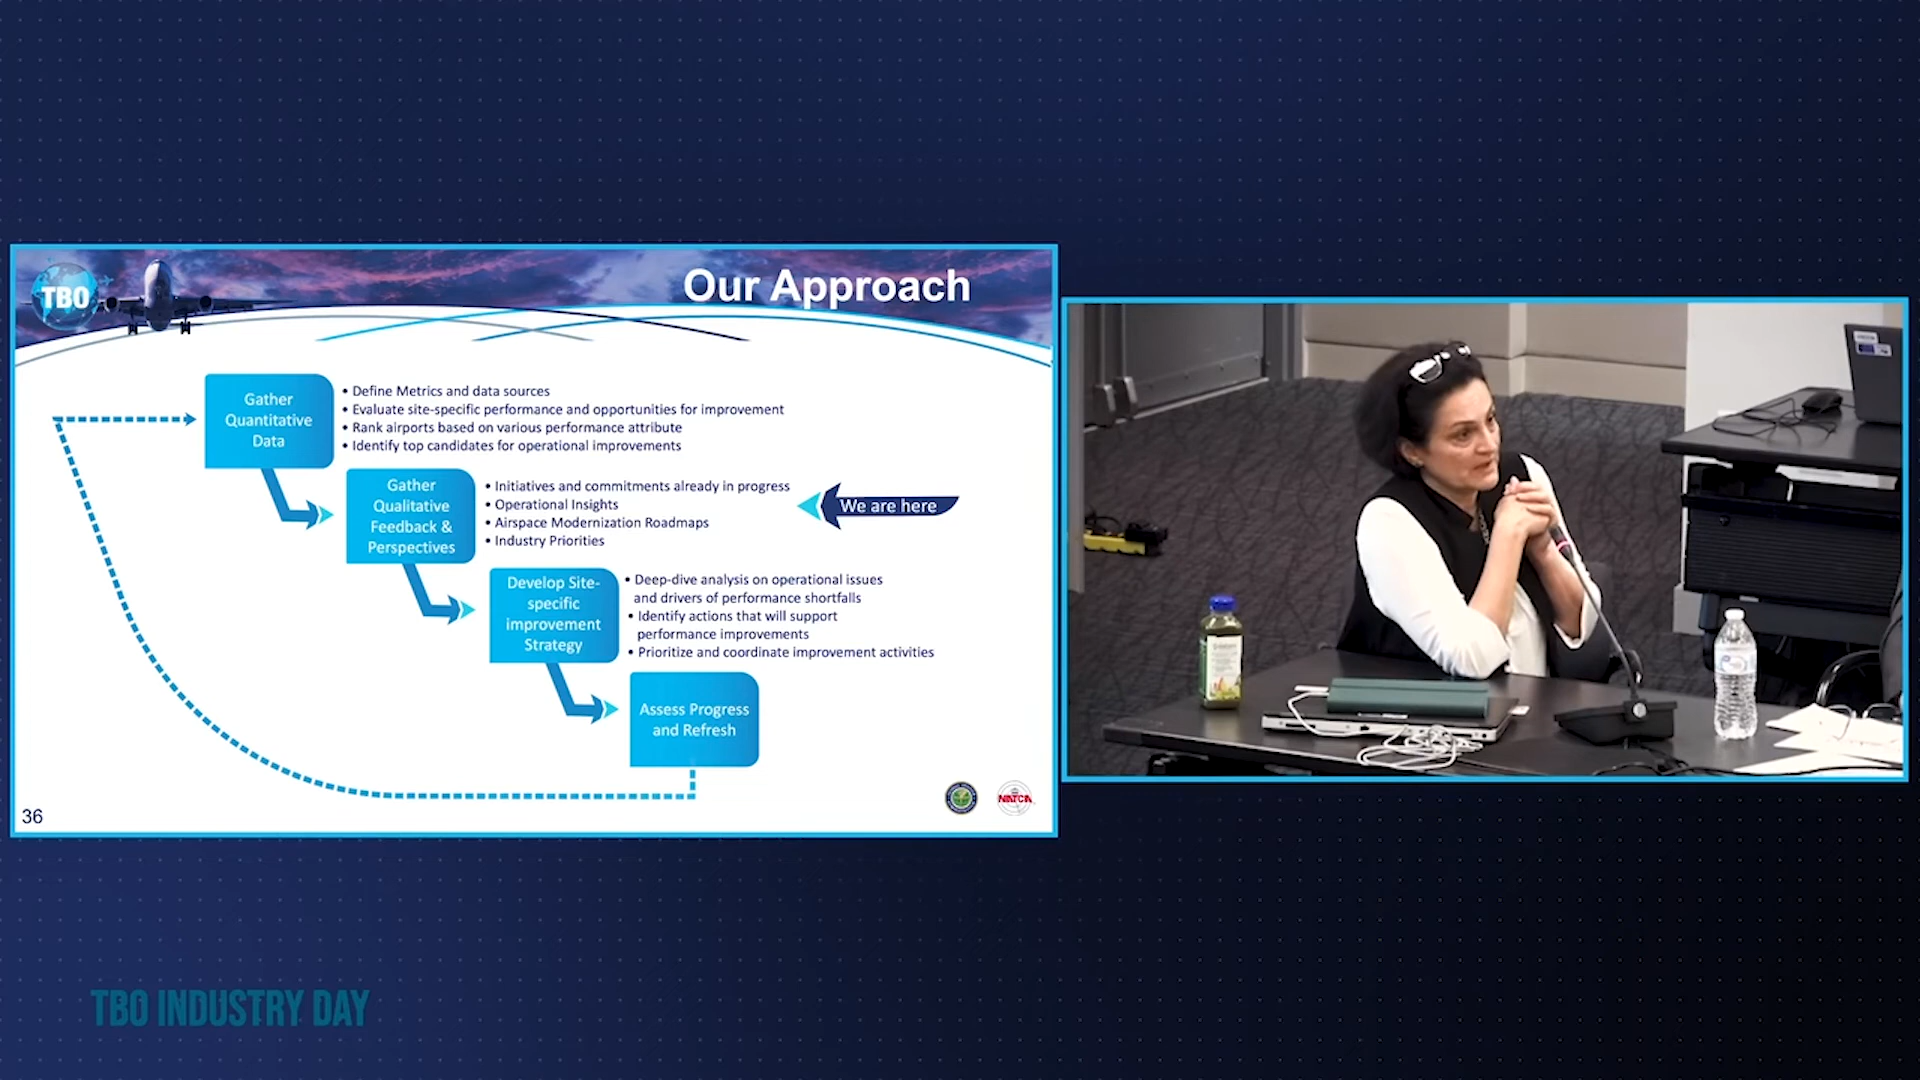 TBO
Our Approach
Gather
Quantitative
Data
• Define Metrics and data sources
• Evaluate site-specific performance and opportunities for improvement
• Rank airports based on various performance attribute
• Identify top candidates for operational improvements
Gather
Qualitative
Feedback &
Perspectives
• Initiatives and commitments already in progress
• Operational Insights
• Airspace Modernization Roadmaps
• Industry Priorities
We are here
Develop Site-
specific
improvement
Strategy
• Deep-dive analysis on operational issues
and drivers of performance shortfalls
• Identify actions that will support
performance improvements
• Prioritize and coordinate improvement activities
Assess Progress
and Refresh
NATCA
36
TBO INDUSTRY DAY